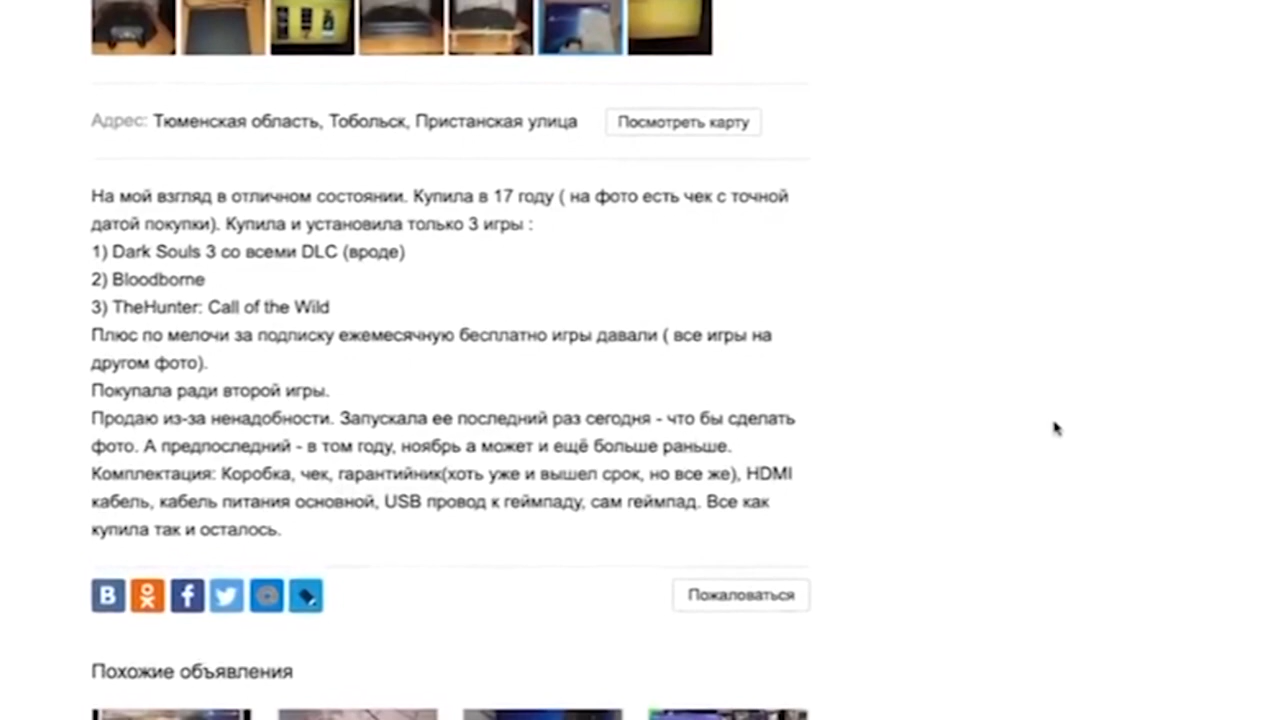 Адрес: Тюменская область, Тобольск, Пристанская улица Посмотреть карту
На мой взгляд в отличном состоянии. Купила в 17 году ( на фото есть чек с точной
датой покупки). Купила и установила только 3 игры :
1) Dark Souls 3 со всеми DLC (вроде)
2) Bloodborne
3) TheHunter: Call of the Wild
Плюс по мелочи за подписку ежемесячную бесплатно игры давали ( все игры на
другом фото).
Покупала ради второй игры.
Продаю из-за ненадобности. Запускала ее последний раз сегодня - что бы сделать
фото. А предпоследний - в том году, ноябрь а может и ещё больше раньше.
Комплектация: Коробка, чек, гарантийник(хоть уже и вышел срок, но все же), HDMI
кабель, кабель питания основной, USB провод к геймпаду, сам геймпад. Все как
купила так и осталось.
Пожаловаться
Похожие объявления